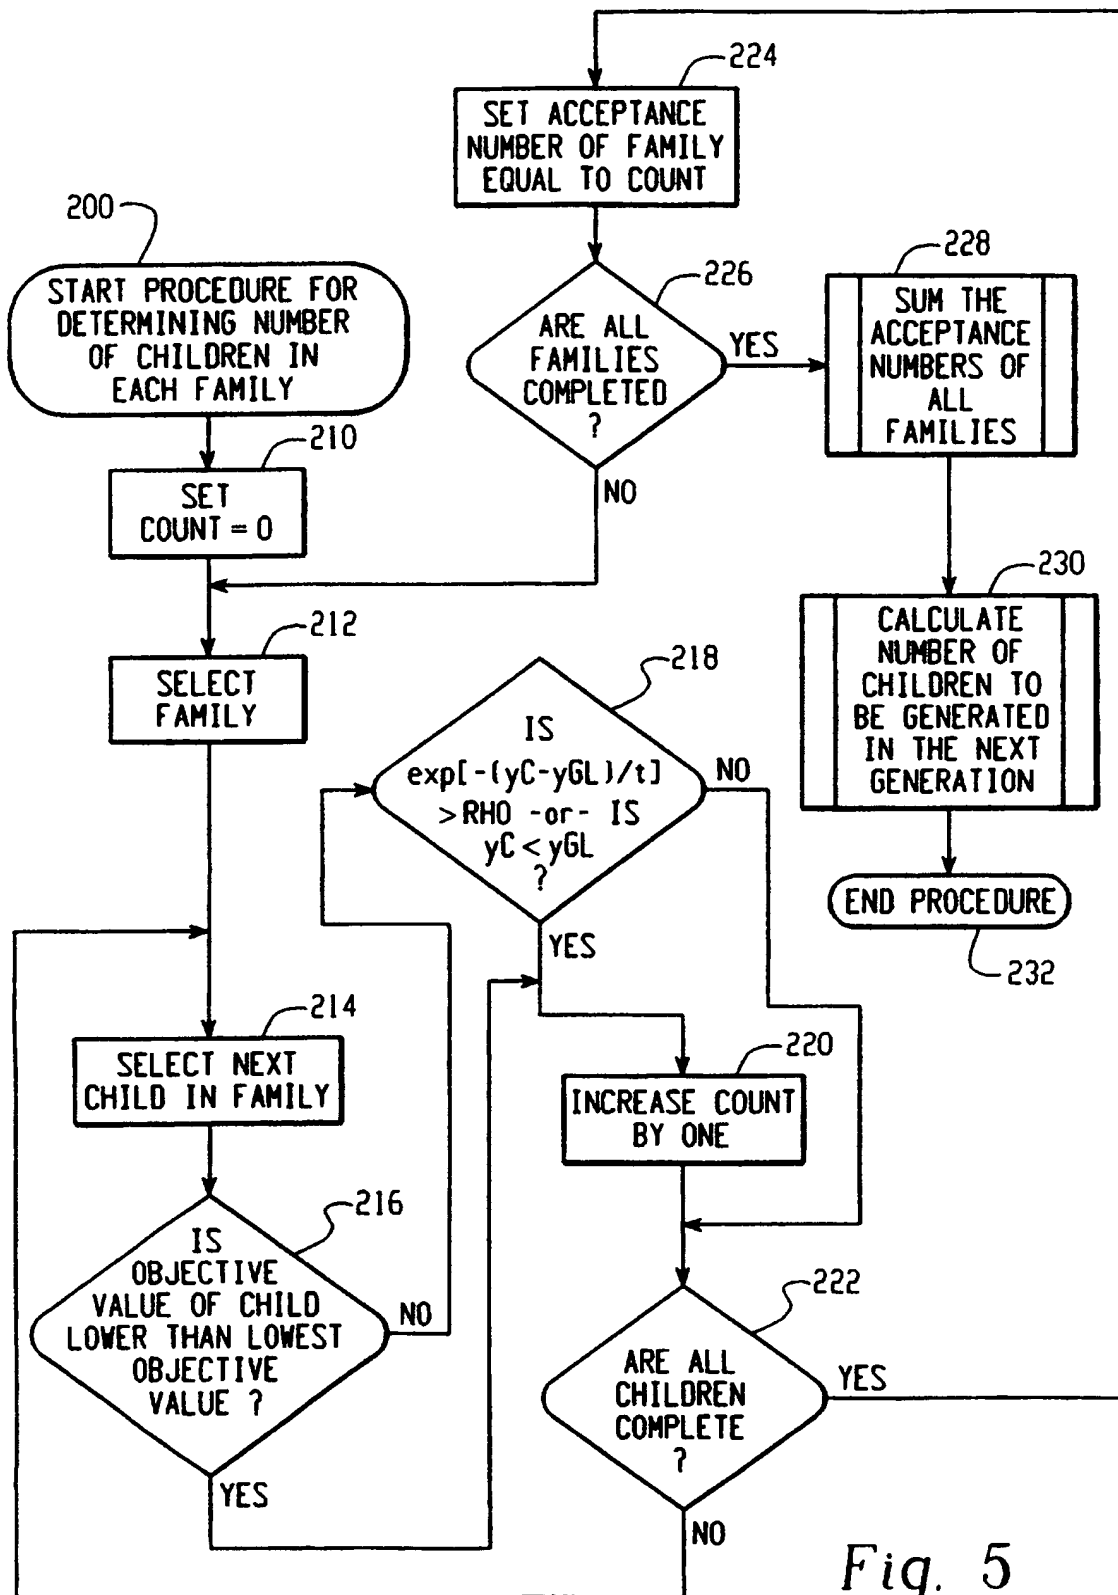 224
SET ACCEPTANCE
NUMBER OF FAMILY
EQUAL TO COUNT
200
START PROCEDURE FOR
DETERMINING NUMBER
OF CHILDREN IN
EACH FAMILY
226
ARE ALL
FAMILIES
COMPLETED
?
YES
NO
228
SUM THE
ACCEPTANCE
NUMBERS OF
ALL
FAMILIES
210
SET
COUNT = 0
212
SELECT
FAMILY
230
CALCULATE
NUMBER OF
CHILDREN TO
BE GENERATED
IN THE NEXT
GENERATION
218
IS
exp[-(yC-yGL)/t]
>RHO -or- IS
yC<yGL
?
NO
YES
END PROCEDURE
232
214
SELECT NEXT
CHILD IN FAMILY
220
INCREASE COUNT
BY ONE
216
IS
OBJECTIVE
VALUE OF CHILD
LOWER THAN LOWEST
OBJECTIVE
VALUE ?
NO
YES
222
ARE ALL
CHILDREN
COMPLETE
?
YES
NO
Fig. 5